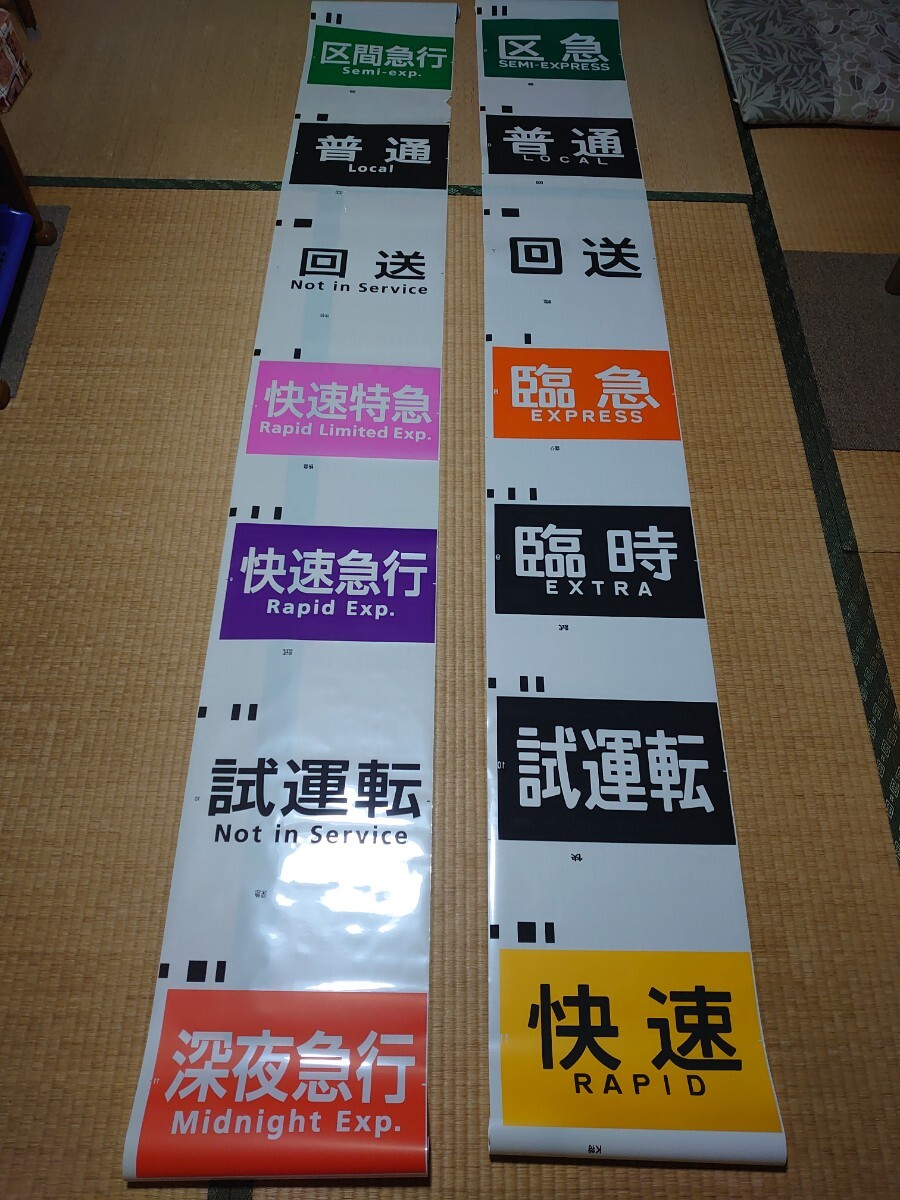 区間急行
Semi-exp.
普通
Local
回送
Not in Service
快速特急
Rapid Limited Exp.
快速急行
Rapid Exp.
試運転
Not in Service
深夜急行
Midnight Exp.
区急
SEMI-EXPRESS
普通
LOCAL
回送
臨急
EXPRESS
臨時
EXTRA
試運転
快速
RAPID